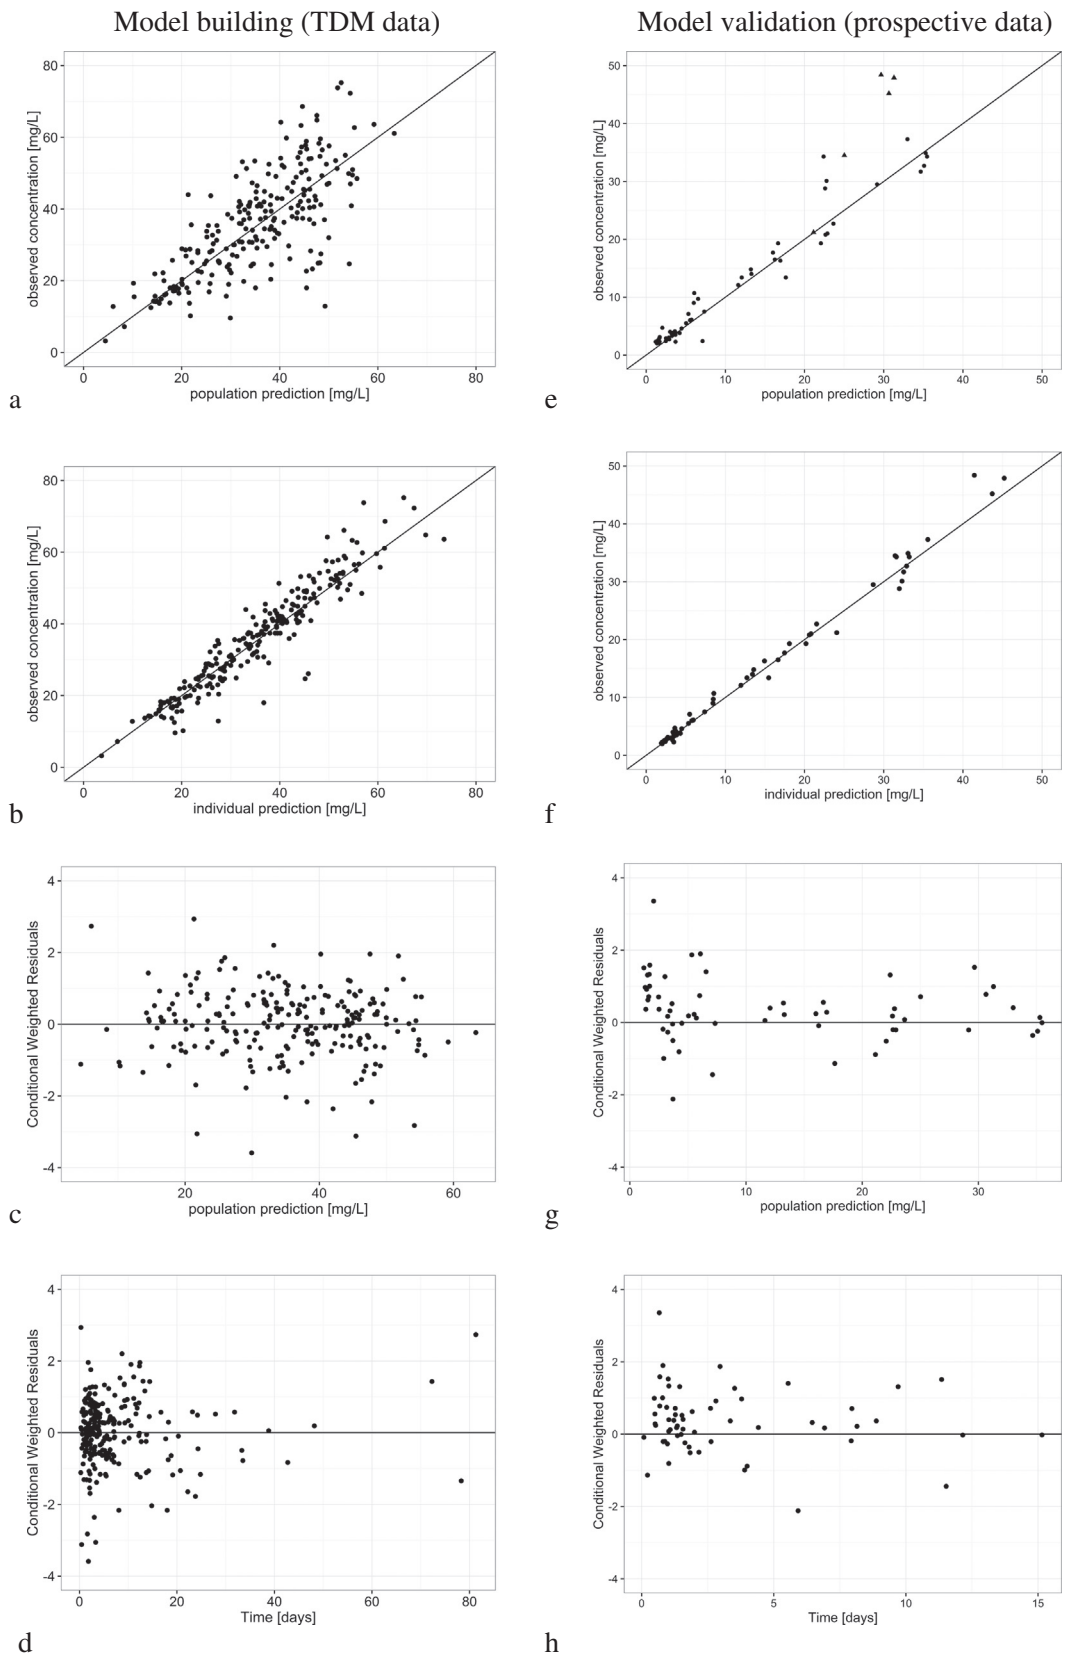 Model building (TDM data)
Model validation (prospective data)
80
60
40
20
0
observed concentration [mg/L]
0 20 40 60 80
population prediction [mg/L]
a
50
40
30
20
10
0
observed concentration [mg/L]
0 10 20 30 40 50
population prediction [mg/L]
e
80
60
40
20
0
observed concentration [mg/L]
0 20 40 60 80
individual prediction [mg/L]
b
50
40
30
20
10
0
observed concentration [mg/L]
0 10 20 30 40 50
individual prediction [mg/L]
f
4
2
0
-2
-4
Conditional Weighted Residuals
20 40 60
population prediction [mg/L]
c
4
2
0
-2
-4
Conditional Weighted Residuals
0 10 20 30
population prediction [mg/L]
g
4
2
0
-2
-4
Conditional Weighted Residuals
0 20 40 60 80
Time [days]
d
4
2
0
-2
-4
Conditional Weighted Residuals
0 5 10 15
Time [days]
h